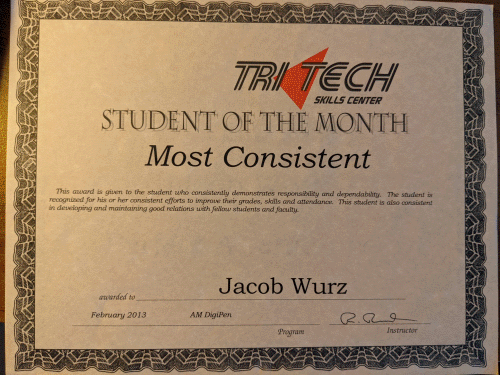 TRI TECH
SKILLS CENTER
STUDENT OF THE MONTH
Most Consistent
This award is given to the student who consistently demonstrates responsibility and dependability. The student is
recognized for his or her consistent efforts to improve their grades, skills and attendance. This student is also consistent
in developing and maintaining good relations with fellow students and faculty.
awarded to Jacob Wurz
February 2013 AM DigiPen
Program Instructor